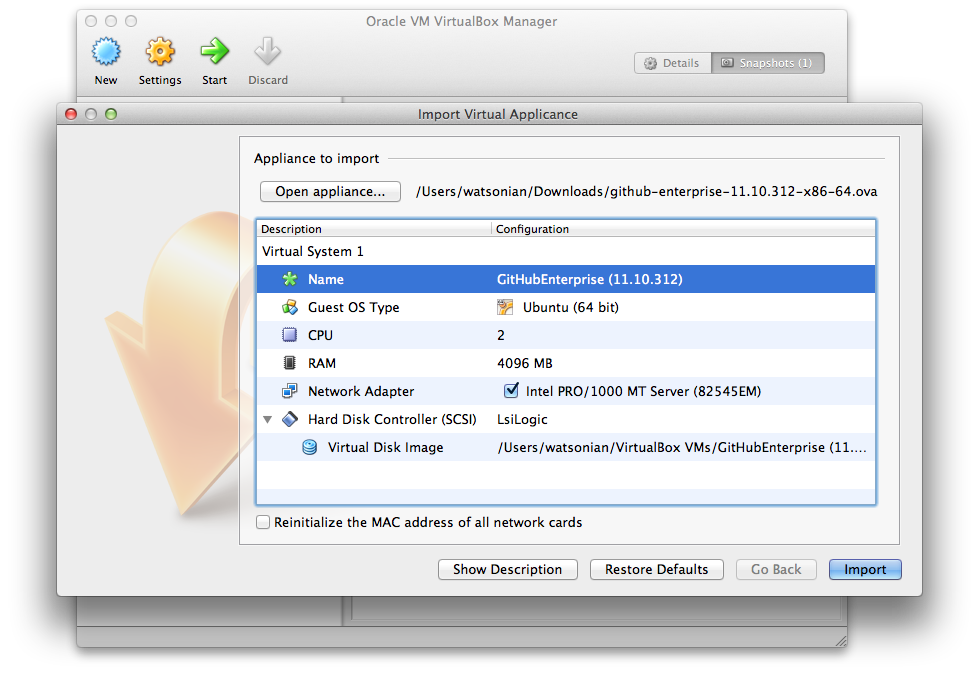 Oracle VM VirtualBox Manager
New Settings Start Discard
Details Snapshots (1)
Import Virtual Applicance
Appliance to import
Open appliance... /Users/watsonian/Downloads/github-enterprise-11.10.312-x86-64.ova
Description Configuration
Virtual System 1
Name GitHubEnterprise (11.10.312)
Guest OS Type Ubuntu (64 bit)
CPU 2
RAM 4096 MB
Network Adapter Intel PRO/1000 MT Server (82545EM)
Hard Disk Controller (SCSI) LsiLogic
Virtual Disk Image /Users/watsonian/VirtualBox VMs/GitHubEnterprise (11....
Reinitialize the MAC address of all network cards
Show Description Restore Defaults Go Back Import